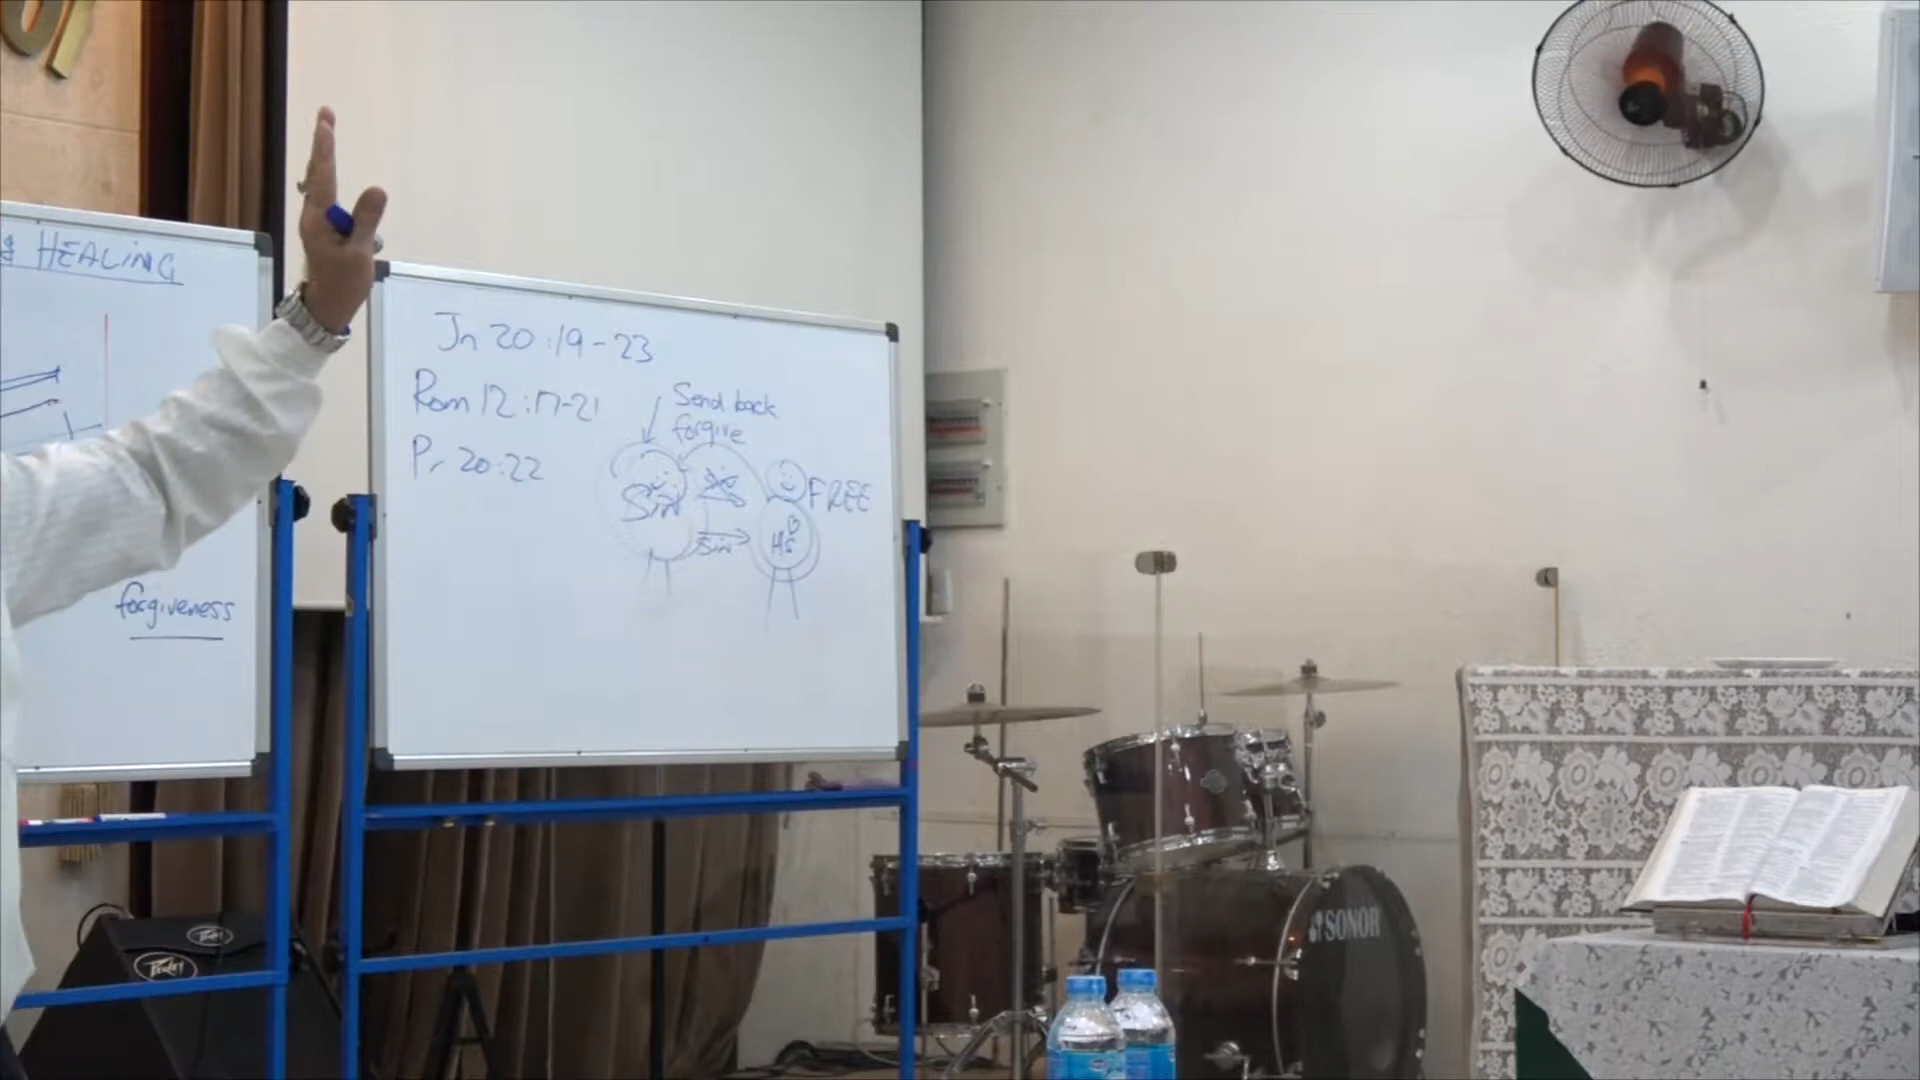 & HEALING
forgiveness
Jn 20:19-23
Rom 12:17-21
Pr 20:22
Send back
forgive
Sin
FREE
Sin
HS
Peavey
Peavey
SONOR